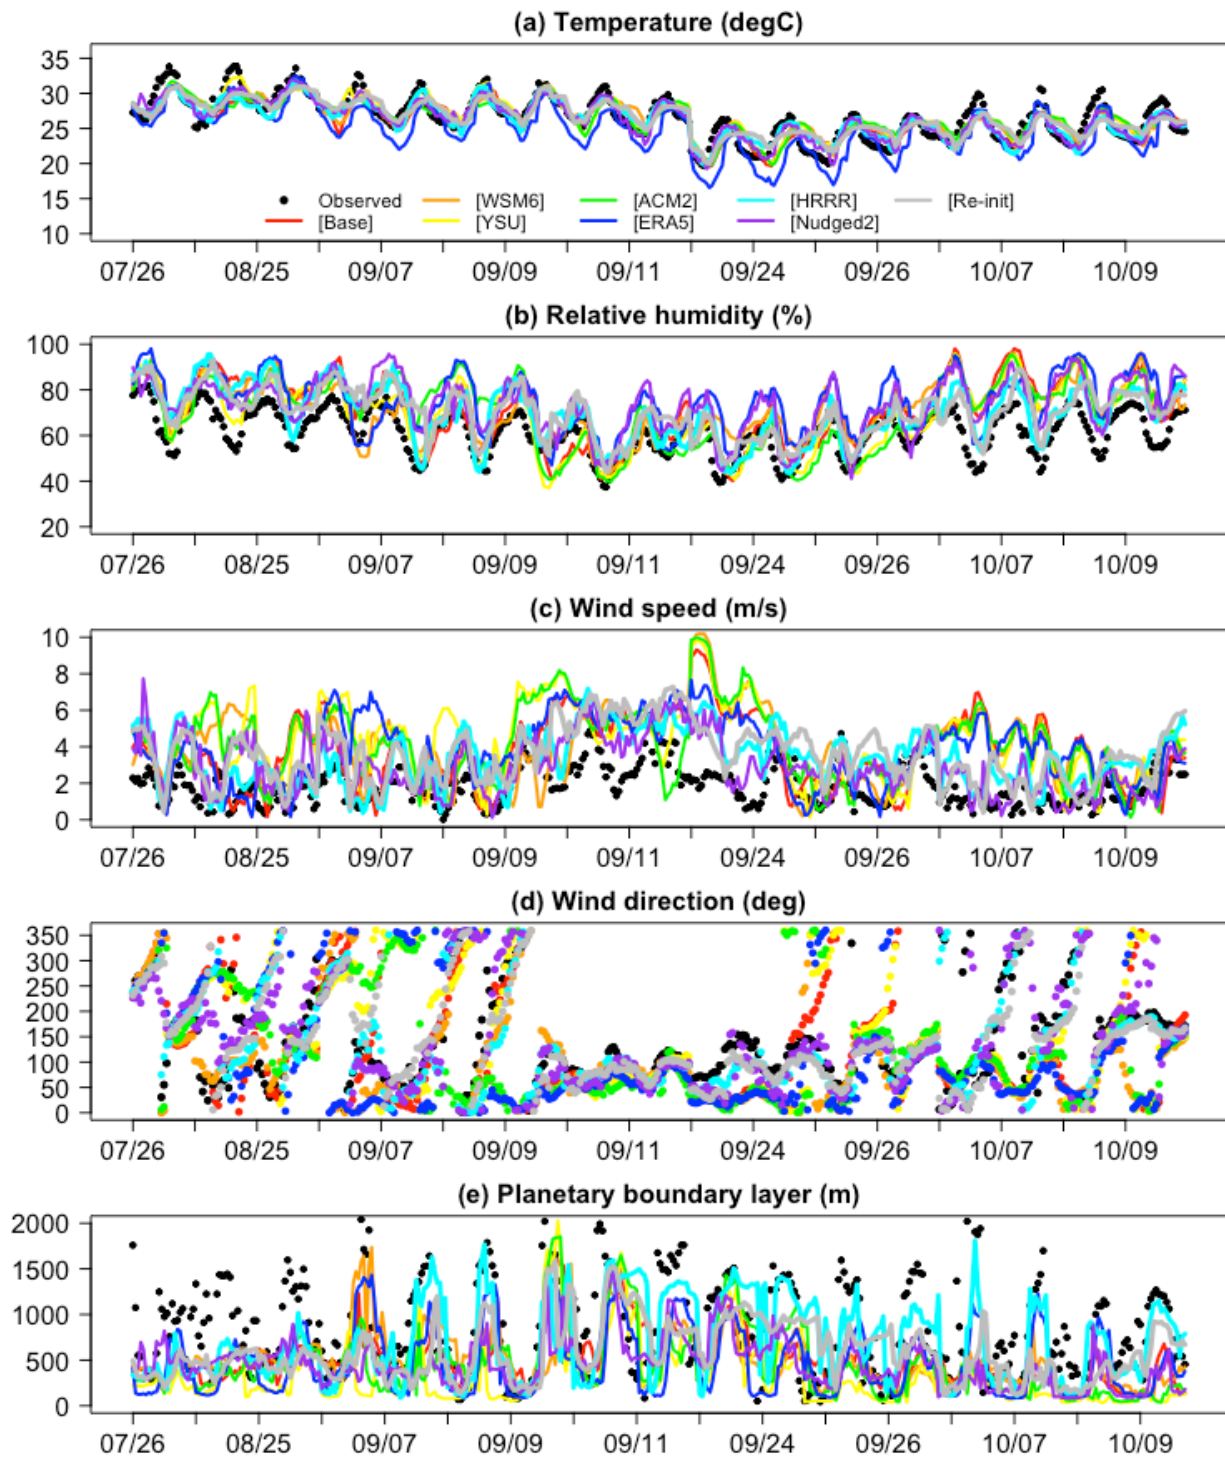 (a) Temperature (degC)
35
30
25
20
15
10
Observed [WSM6] [ACM2] [HRRR] [Re-init]
[Base] [YSU] [ERA5] [Nudged2]
07/26 08/25 09/07 09/09 09/11 09/24 09/26 10/07 10/09
(b) Relative humidity (%)
100
80
60
40
20
07/26 08/25 09/07 09/09 09/11 09/24 09/26 10/07 10/09
(c) Wind speed (m/s)
10
8
6
4
2
0
07/26 08/25 09/07 09/09 09/11 09/24 09/26 10/07 10/09
(d) Wind direction (deg)
350
300
250
200
150
100
50
0
07/26 08/25 09/07 09/09 09/11 09/24 09/26 10/07 10/09
(e) Planetary boundary layer (m)
2000
1500
1000
500
0
07/26 08/25 09/07 09/09 09/11 09/24 09/26 10/07 10/09